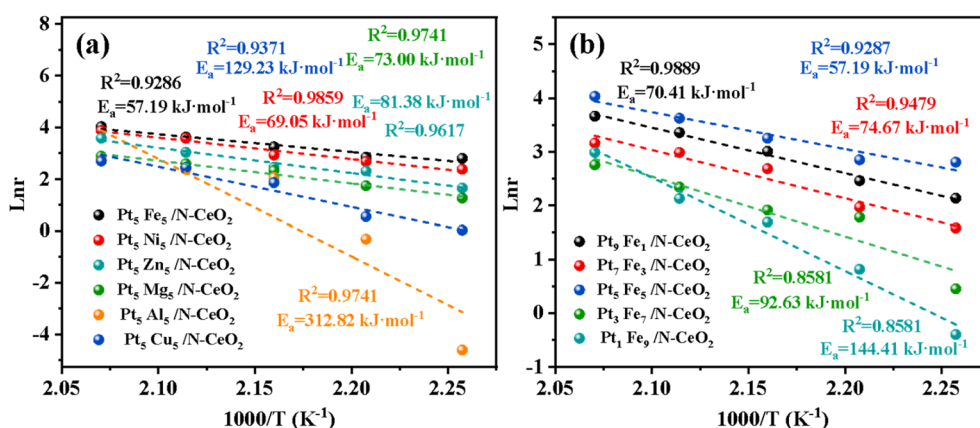 (a)
R²=0.9371
Eₐ=129.23 kJ·mol⁻¹
R²=0.9741
Eₐ=73.00 kJ·mol⁻¹
R²=0.9286
Eₐ=57.19 kJ·mol⁻¹
R²=0.9859
Eₐ=69.05 kJ·mol⁻¹
Eₐ=81.38 kJ·mol⁻¹
R²=0.9617
Pt₅ Fe₅ /N-CeO₂
Pt₅ Ni₅ /N-CeO₂
Pt₅ Zn₅ /N-CeO₂
Pt₅ Mg₅ /N-CeO₂
Pt₅ Al₅ /N-CeO₂
Pt₅ Cu₅ /N-CeO₂
R²=0.9741
Eₐ=312.82 kJ·mol⁻¹
8
6
4
2
0
-2
-4
Lnr
2.05 2.10 2.15 2.20 2.25
1000/T (K⁻¹)
(b)
R²=0.9889
Eₐ=70.41 kJ·mol⁻¹
R²=0.9287
Eₐ=57.19 kJ·mol⁻¹
R²=0.9479
Eₐ=74.67 kJ·mol⁻¹
Pt₉ Fe₁ /N-CeO₂
Pt₇ Fe₃ /N-CeO₂
Pt₅ Fe₅ /N-CeO₂
Pt₃ Fe₇ /N-CeO₂
Pt₁ Fe₉ /N-CeO₂
R²=0.8581
Eₐ=92.63 kJ·mol⁻¹
R²=0.8581
Eₐ=144.41 kJ·mol⁻¹
5
4
3
2
1
0
-1
Lnr
2.05 2.10 2.15 2.20 2.25
1000/T (K⁻¹)